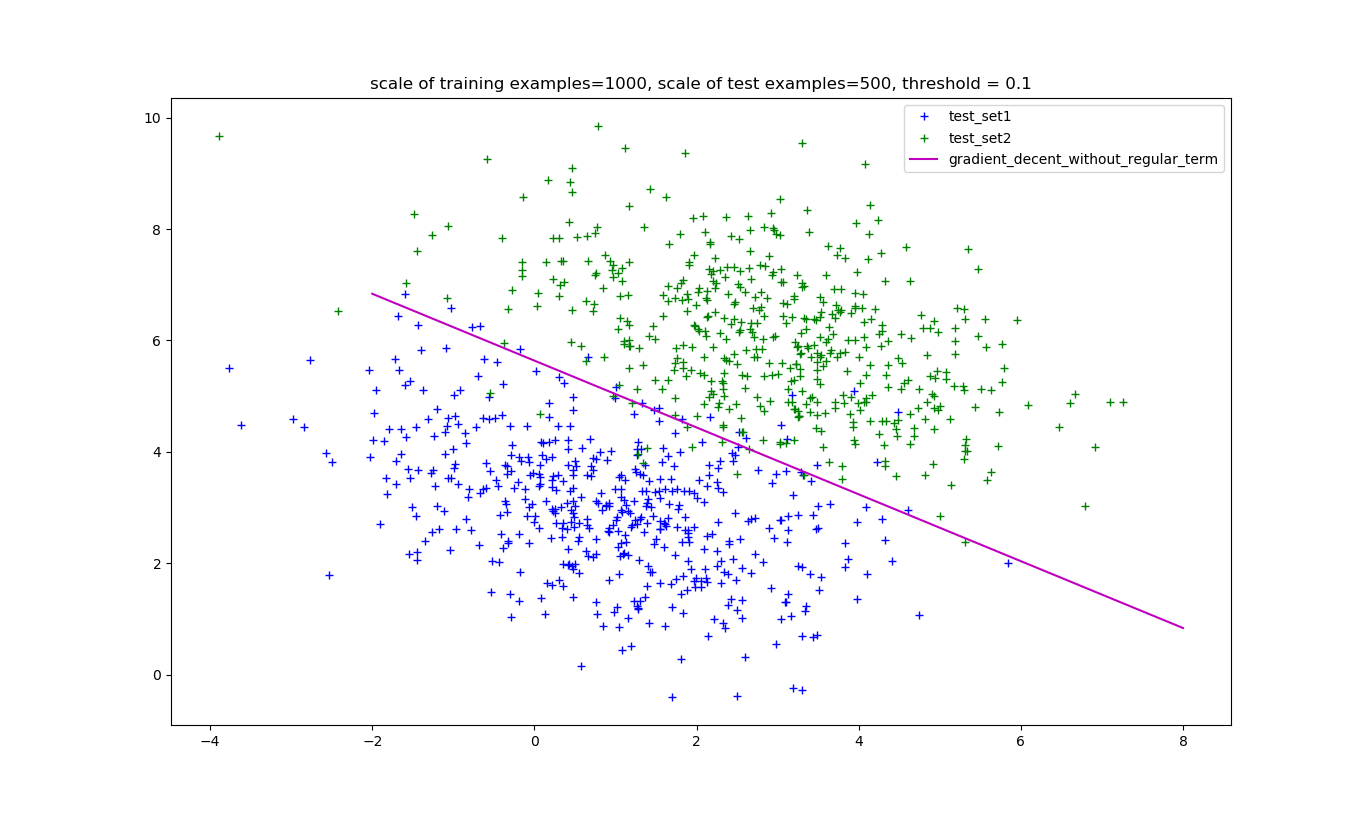 scale of training examples=1000, scale of test examples=500, threshold = 0.1
test_set1
test_set2
gradient_decent_without_regular_term
10
8
6
4
2
0
−4 −2 0 2 4 6 8